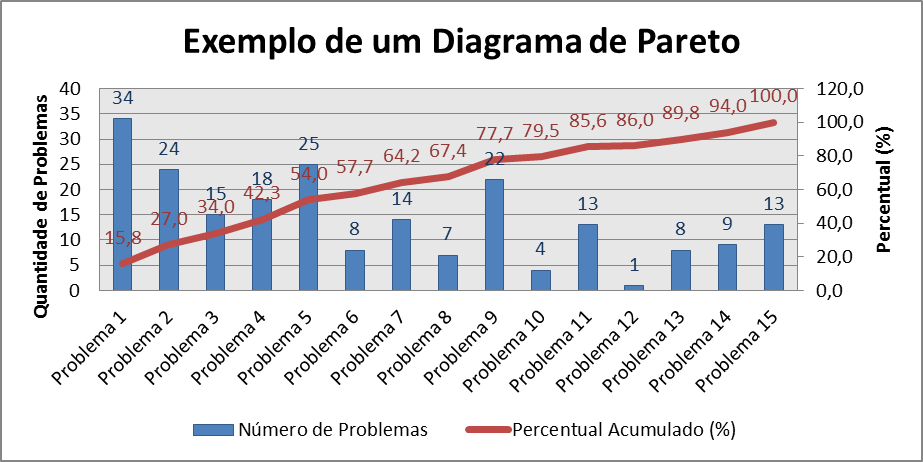 Exemplo de um Diagrama de Pareto
Quantidade de Problemas
40
35
30
25
20
15
10
5
0
34
24
15
18
25
8
14
7
22
4
13
1
8
9
13
15,8
27,0
34,0
42,3
54,0
57,7
64,2
67,4
77,7
79,5
85,6
86,0
89,8
94,0
100,0
120,0
100,0
80,0
60,0
40,0
20,0
0,0
Percentual (%)
Problema 1
Problema 2
Problema 3
Problema 4
Problema 5
Problema 6
Problema 7
Problema 8
Problema 9
Problema 10
Problema 11
Problema 12
Problema 13
Problema 14
Problema 15
Número de Problemas
Percentual Acumulado (%)